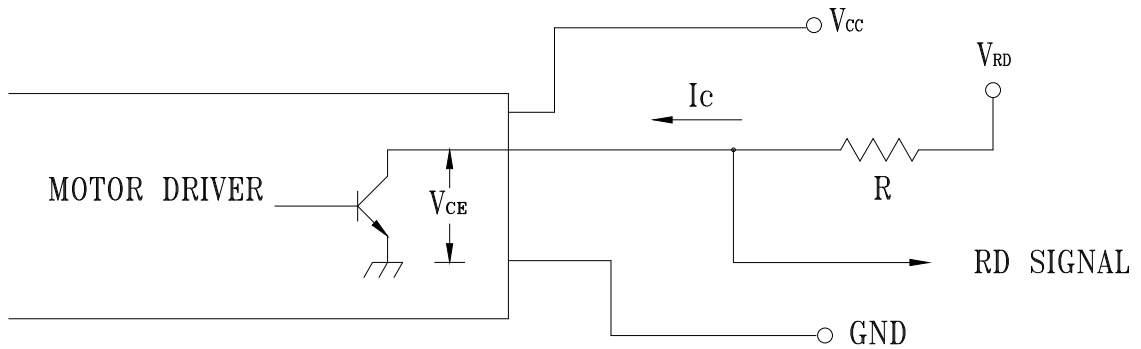 Vcc
VRD
Ic
MOTOR DRIVER
VCE
R
RD SIGNAL
GND